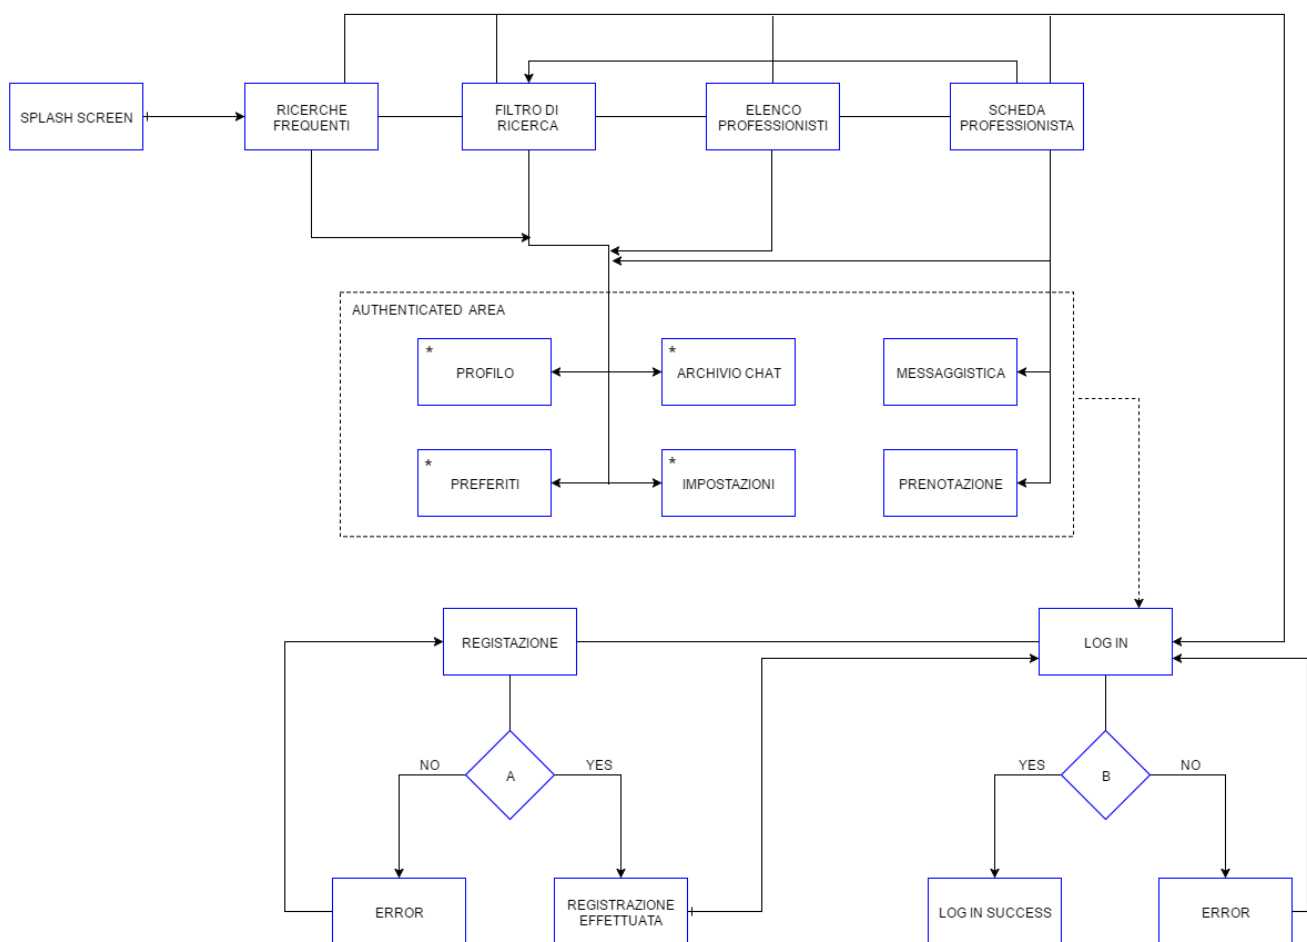 SPLASH SCREEN
RICERCHE
FREQUENTI
FILTRO DI
RICERCA
ELENCO
PROFESSIONISTI
SCHEDA
PROFESSIONISTA
AUTHENTICATED AREA
*
PROFILO
*
ARCHIVIO CHAT
MESSAGGISTICA
*
PREFERITI
*
IMPOSTAZIONI
PRENOTAZIONE
REGISTAZIONE
LOG IN
NO
A
YES
YES
B
NO
ERROR
REGISTRAZIONE
EFFETTUATA
LOG IN SUCCESS
ERROR